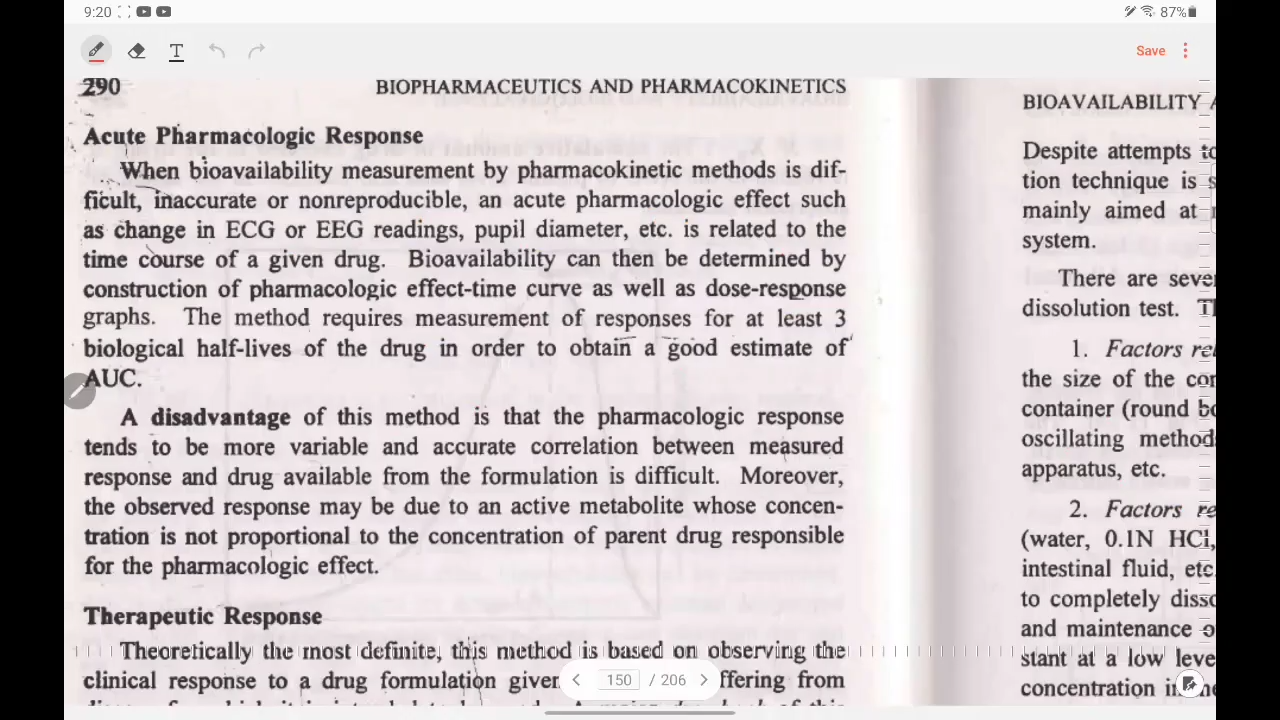 9:20
87%
T
Save
290
BIOPHARMACEUTICS AND PHARMACOKINETICS
Acute Pharmacologic Response
When bioavailability measurement by pharmacokinetic methods is dif-
ficult, inaccurate or nonreproducible, an acute pharmacologic effect such
as change in ECG or EEG readings, pupil diameter, etc. is related to the
time course of a given drug. Bioavailability can then be determined by
construction of pharmacologic effect-time curve as well as dose-response
graphs. The method requires measurement of responses for at least 3
biological half-lives of the drug in order to obtain a good estimate of
AUC.
A disadvantage of this method is that the pharmacologic response
tends to be more variable and accurate correlation between measured
response and drug available from the formulation is difficult. Moreover,
the observed response may be due to an active metabolite whose concen-
tration is not proportional to the concentration of parent drug responsible
for the pharmacologic effect.
Therapeutic Response
Theoretically the most definite, this method is based on observing the
clinical response to a drug formulation given ffering from
150 / 206
BIOAVAILABILITY
Despite attempts to
tion technique is
mainly aimed at
system.
There are seve
dissolution test.
1. Factors rel
the size of the con
container (round bo
oscillating method
apparatus, etc.
2. Factors re
(water, 0.1N HCl,
intestinal fluid, etc
to completely disso
and maintenance o
stant at a low leve
concentration in